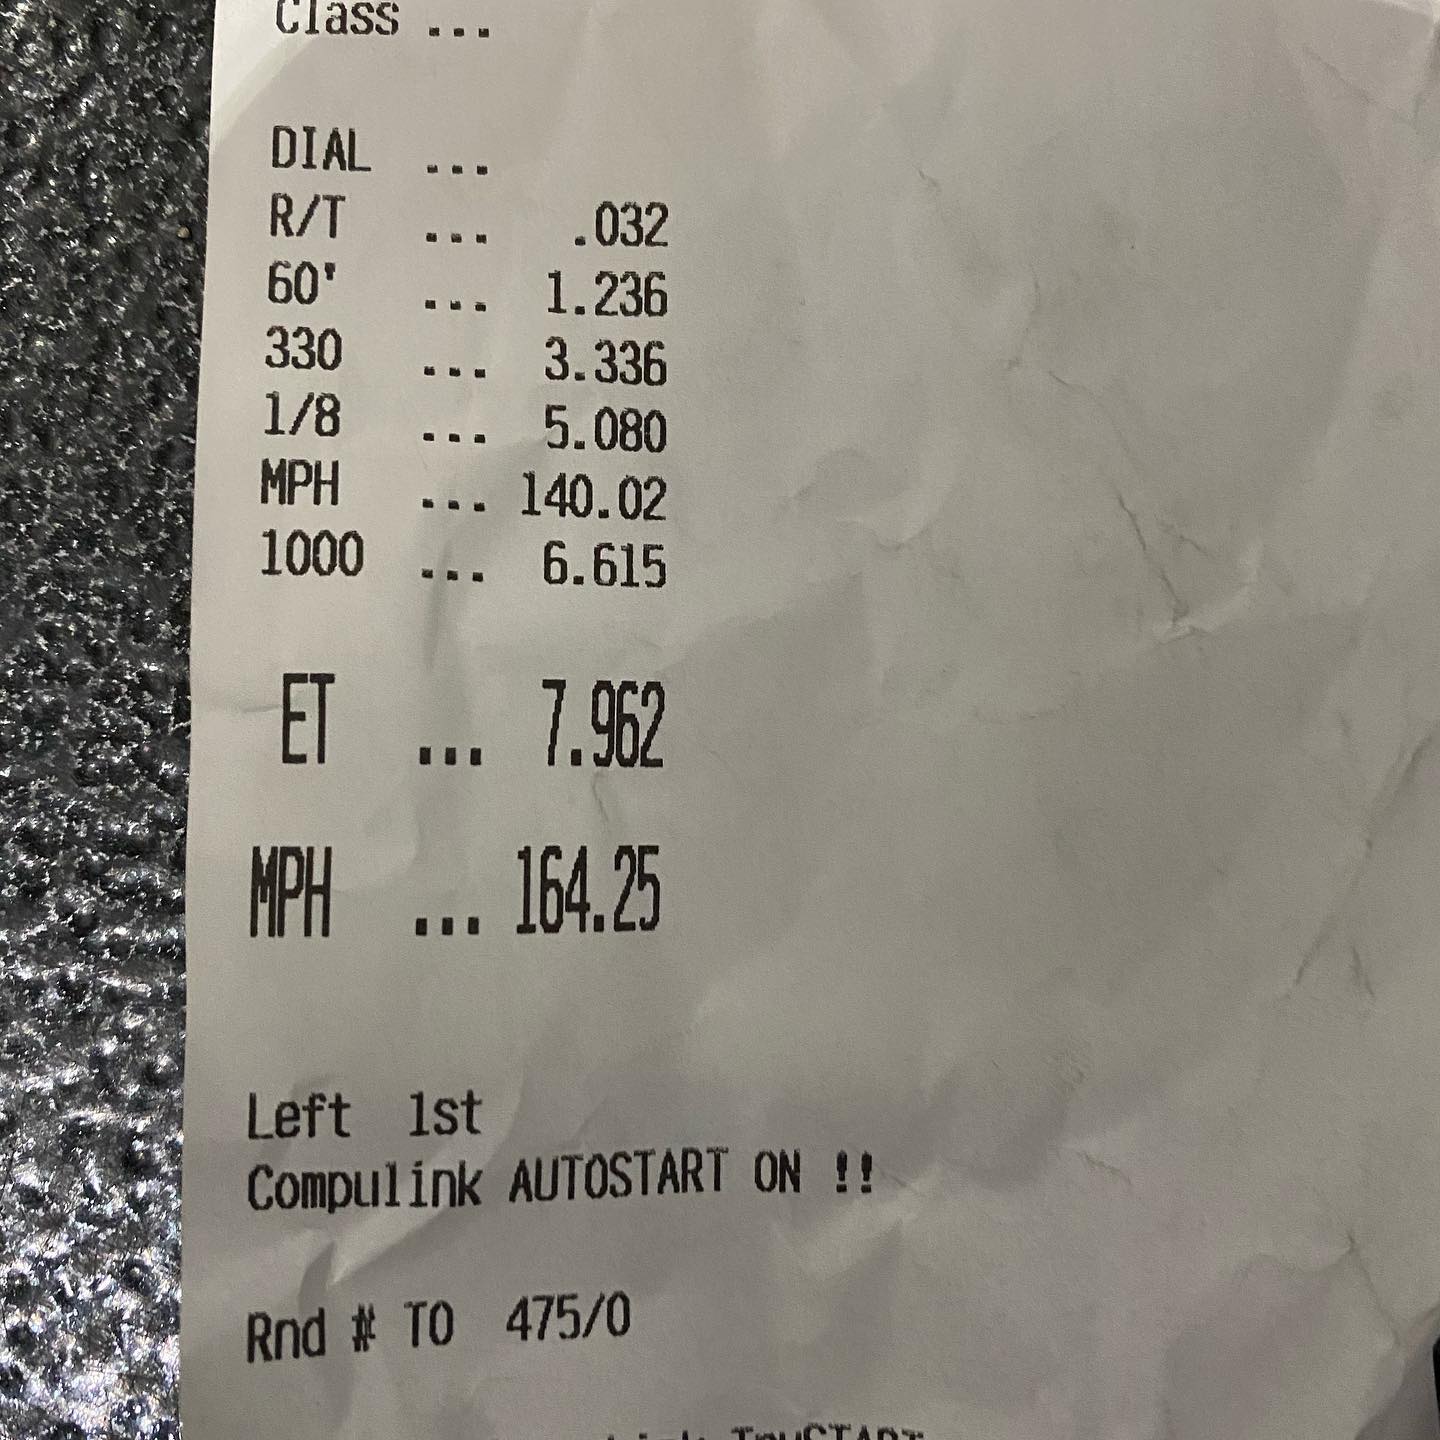 Class ...
DIAL ...
R/T ... .032
60' ... 1.236
330 ... 3.336
1/8 ... 5.080
MPH ... 140.02
1000 ... 6.615
ET ... 7.962
MPH ... 164.25
Left 1st
Compulink AUTOSTART ON !!
Rnd # TO 475/0